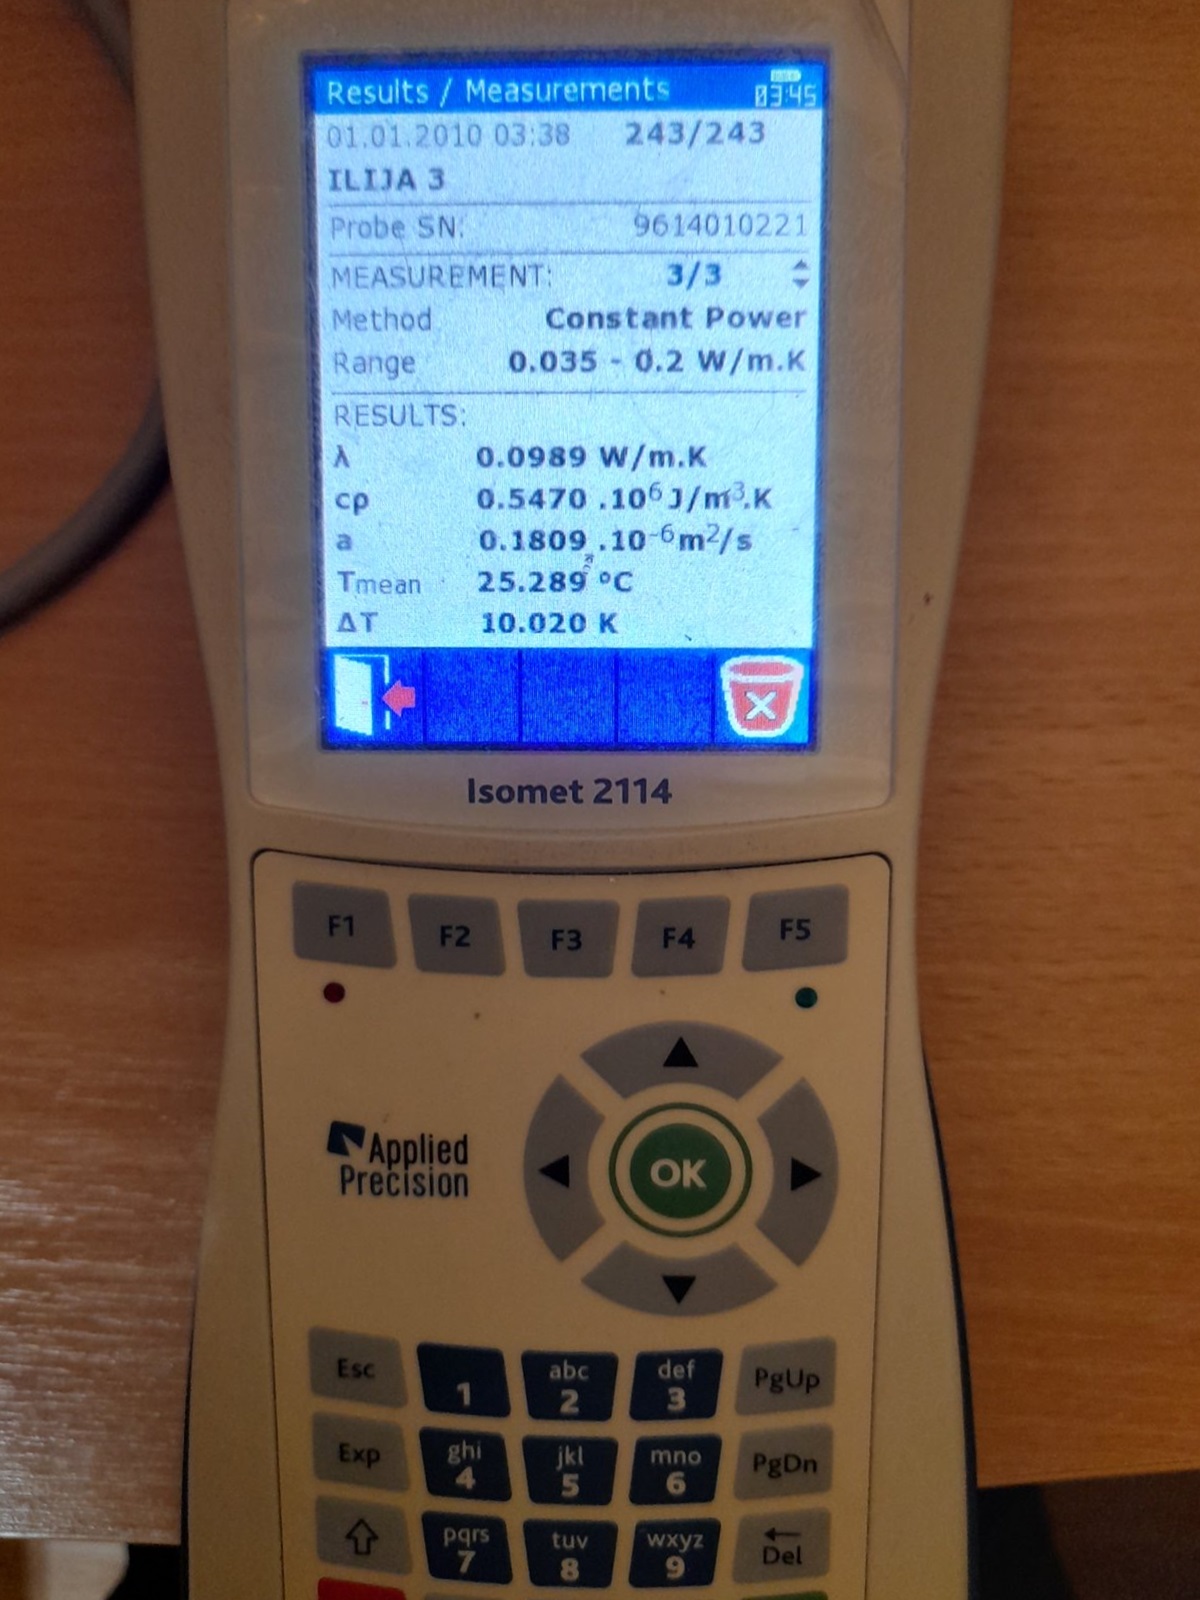 Results / Measurements 03:45
01.01.2010 03:38 243/243
ILIJA 3
Probe SN: 9614010221
MEASUREMENT: 3/3
Method Constant Power
Range 0.035 - 0.2 W/m.K
RESULTS:
λ 0.0989 W/m.K
cρ 0.5470 .10⁶ J/m³.K
a 0.1809 .10⁻⁶m²/s
Tmean 25.289 °C
ΔT 10.020 K
Isomet 2114
F1 F2 F3 F4 F5
Applied
Precision
OK
Esc 1 abc 2 def 3 PgUp
Exp ghi 4 jkl 5 mno 6 PgDn
pqrs 7 tuv 8 wxyz 9 Del